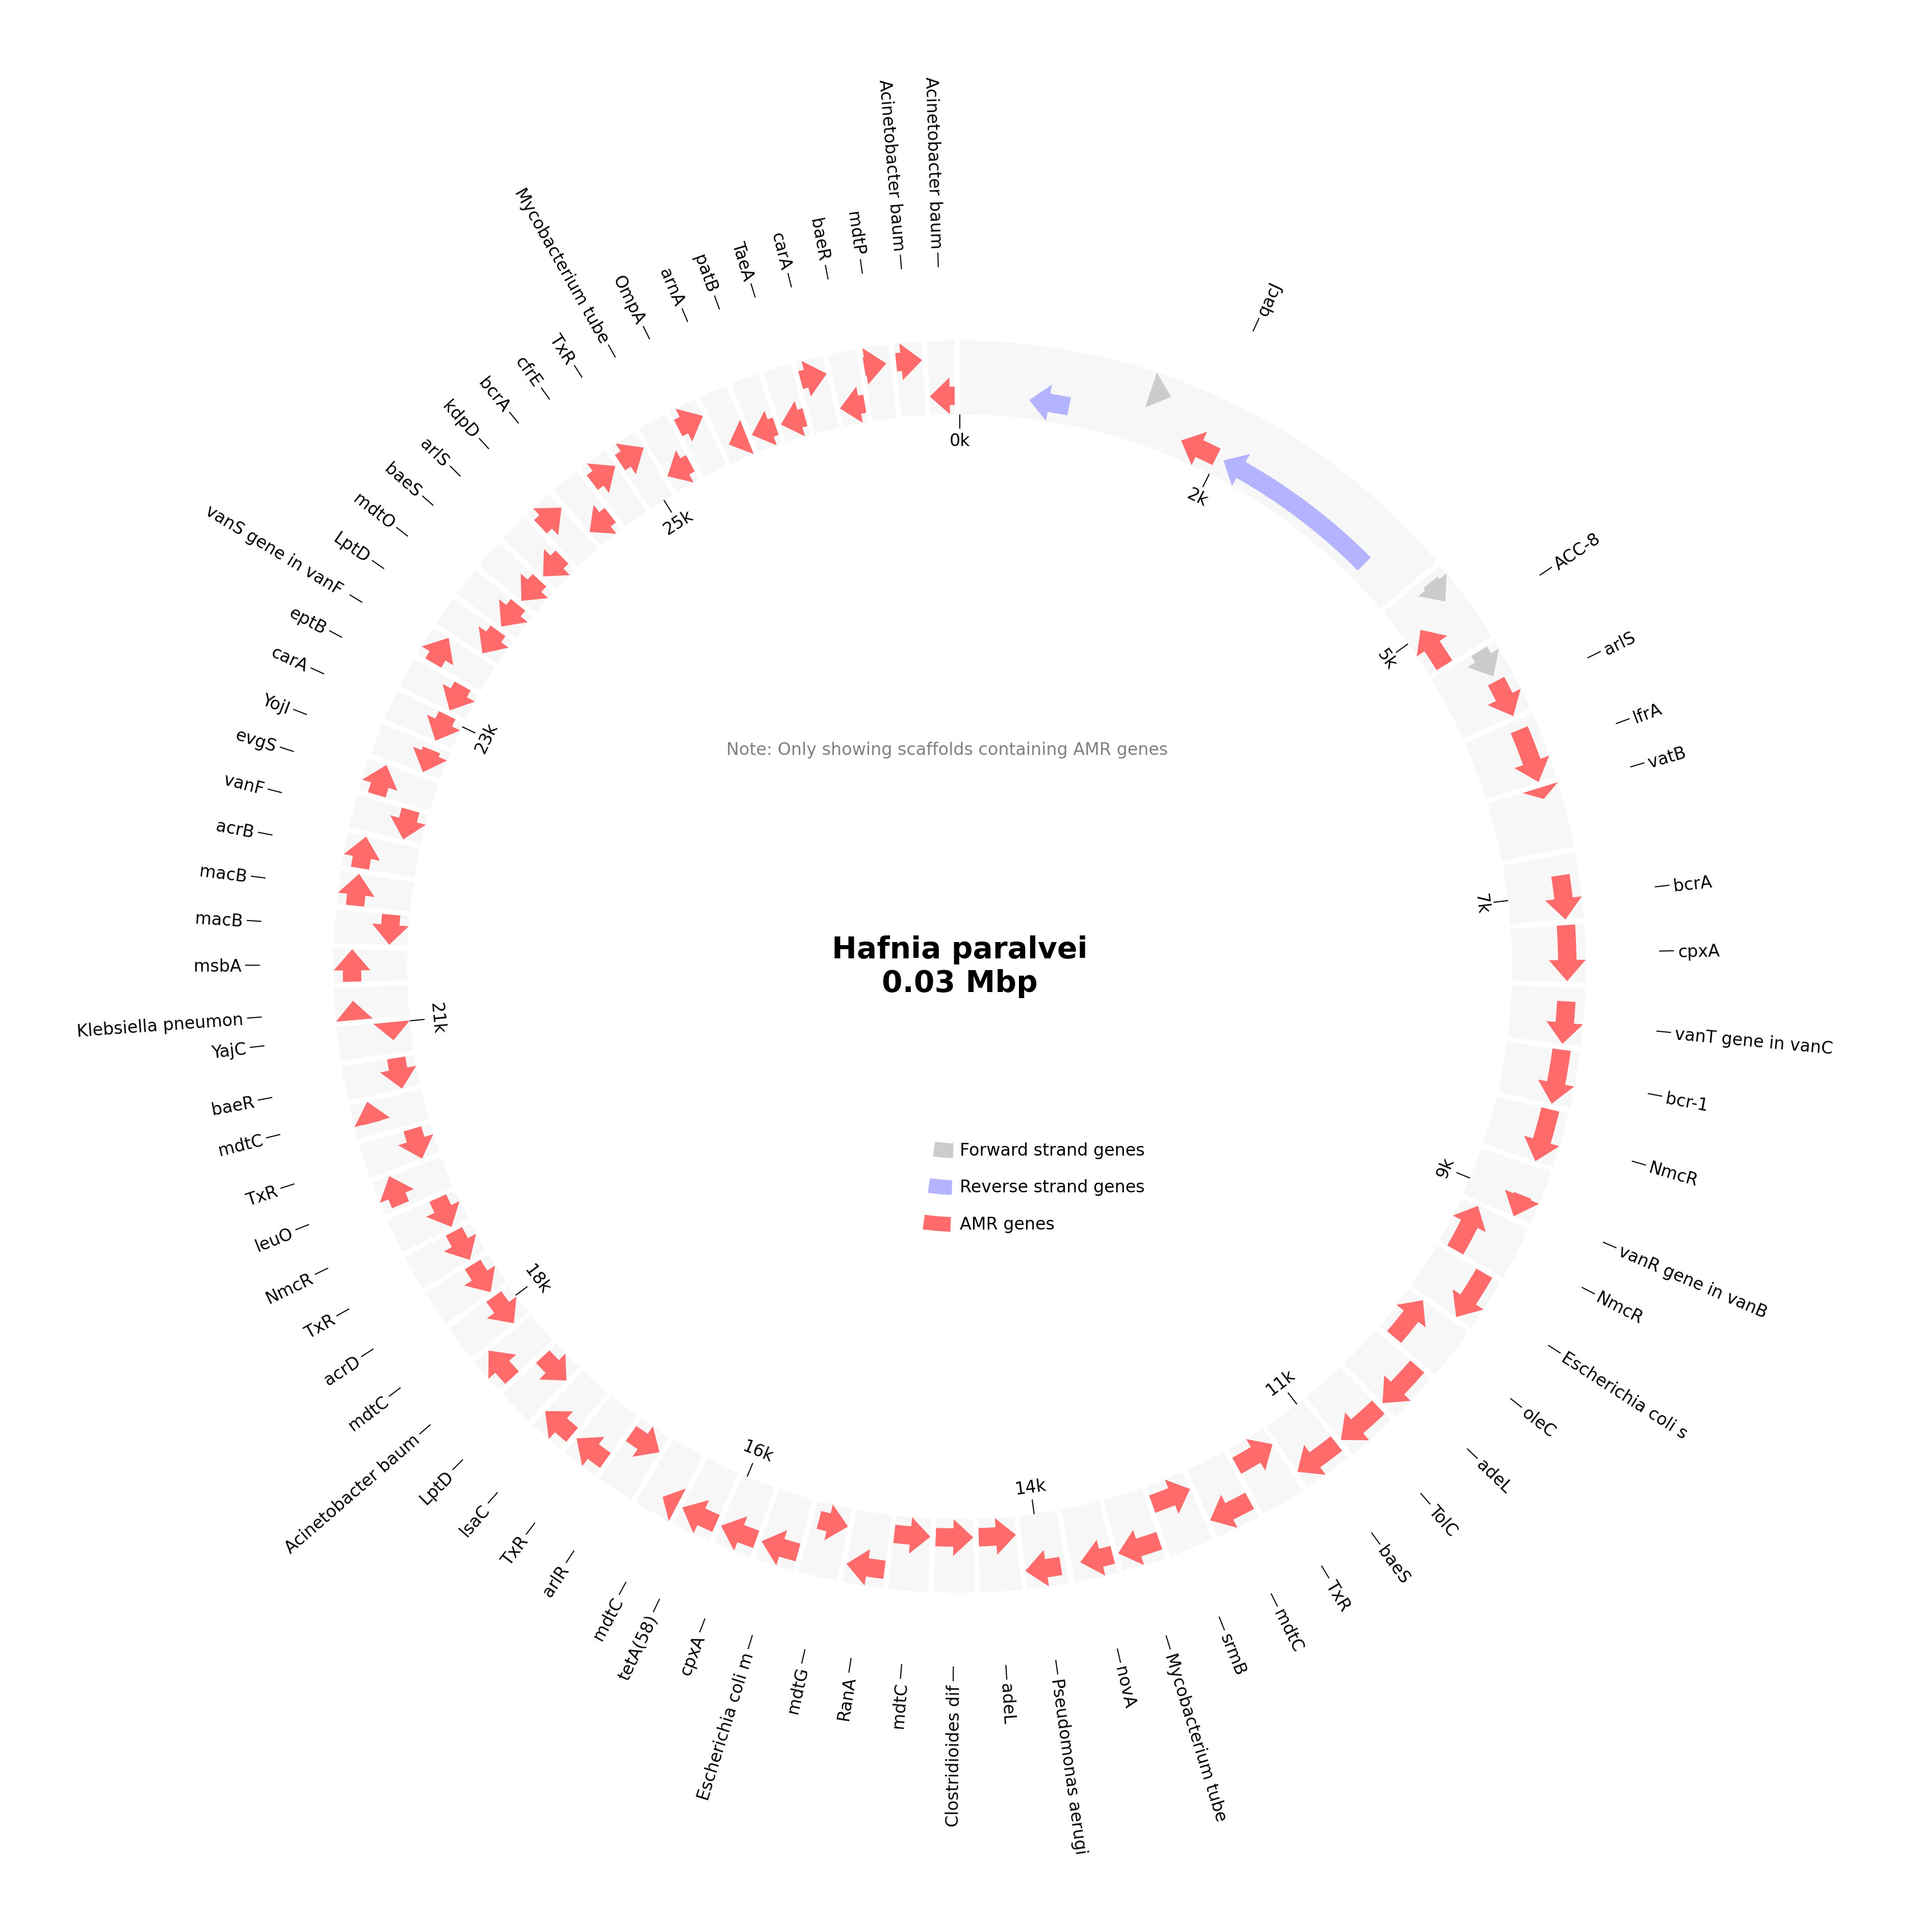 Hafnia paralvei
0.03 Mbp
Note: Only showing scaffolds containing AMR genes
Forward strand genes
Reverse strand genes
AMR genes
0k
2k
5k
7k
9k
11k
14k
16k
18k
21k
23k
25k
qacJ
ACC-8
arlS
lfrA
vatB
bcrA
cpxA
vanT gene in vanC
bcr-1
NmcR
vanR gene in vanB
NmcR
Escherichia coli s
oleC
adeL
TolC
baeS
TxR
mdtC
srmB
Mycobacterium tube
novA
Pseudomonas aerugi
adeL
Clostridioides dif
mdtC
RanA
mdtG
Escherichia coli m
cpxA
tetA(58)
mdtC
arlR
TxR
lsaC
LptD
Acinetobacter baum
mdtC
acrD
TxR
NmcR
leuO
TxR
mdtC
baeR
YajC
Klebsiella pneumon
msbA
macB
macB
acrB
vanF
evgS
YojI
carA
eptB
vanS gene in vanF
LptD
mdtO
baeS
arlS
kdpD
bcrA
cfrE
TxR
Mycobacterium tube
OmpA
arnA
patB
TaeA
carA
baeR
mdtP
Acinetobacter baum
Acinetobacter baum